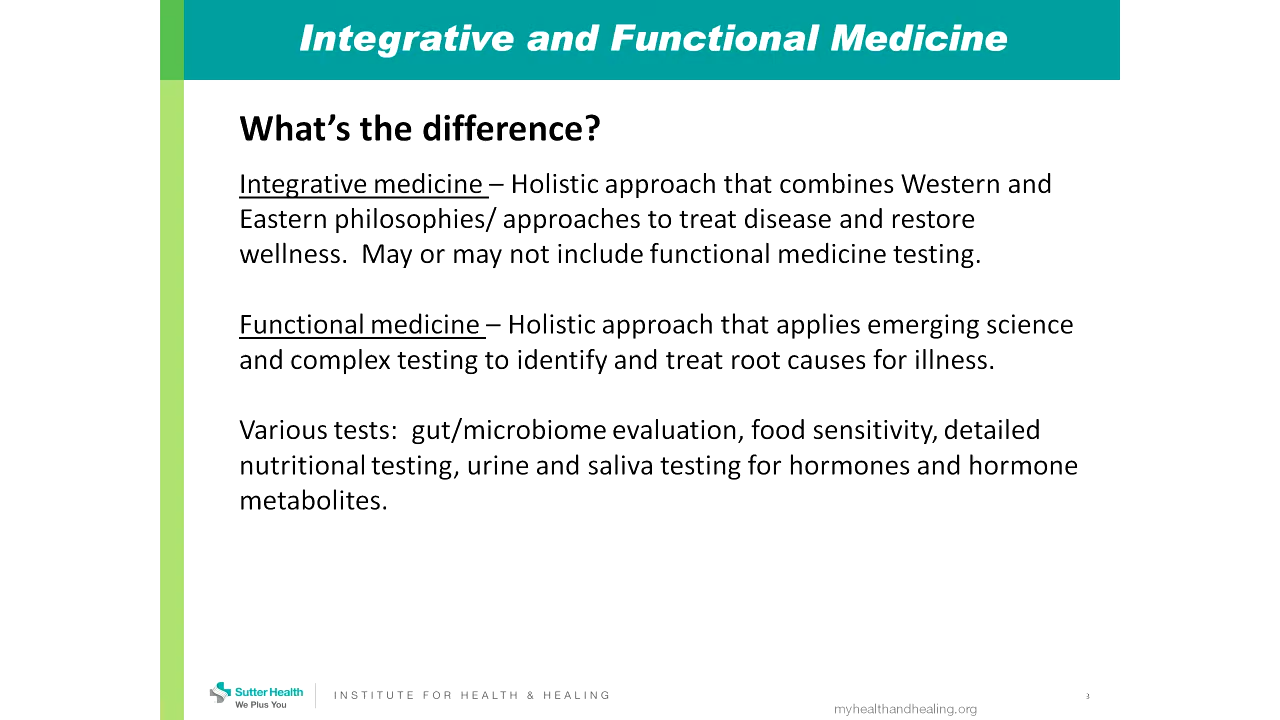 Integrative and Functional Medicine
What’s the difference?
Integrative medicine – Holistic approach that combines Western and
Eastern philosophies/ approaches to treat disease and restore
wellness.  May or may not include functional medicine testing.
Functional medicine – Holistic approach that applies emerging science
and complex testing to identify and treat root causes for illness.
Various tests:  gut/microbiome evaluation, food sensitivity, detailed
nutritional testing, urine and saliva testing for hormones and hormone
metabolites.
Sutter Health
We Plus You
INSTITUTE FOR HEALTH & HEALING
3
myhealthandhealing.org